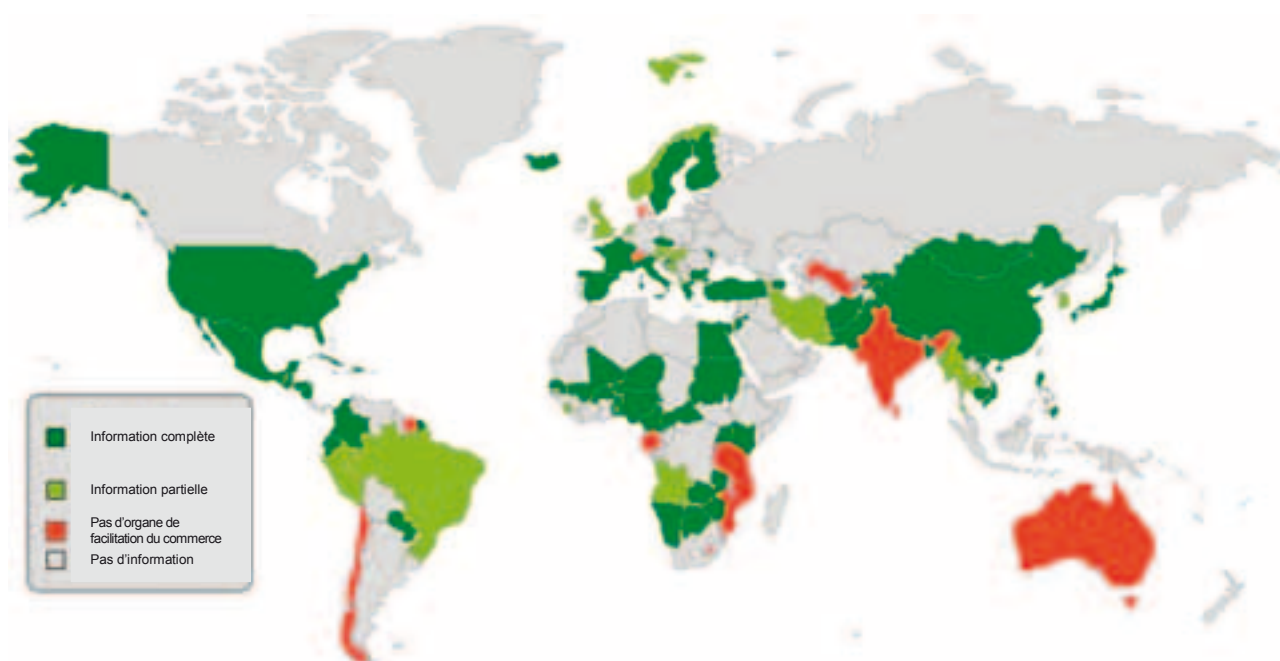 Information complète
Information partielle
Pas d'organe de
facilitation du commerce
Pas d'information